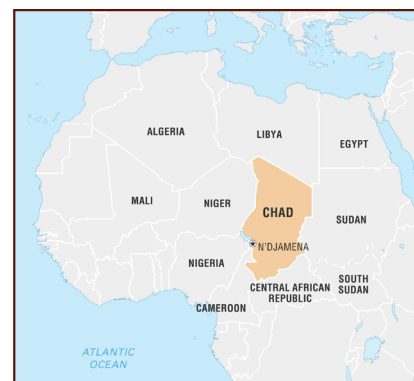 ALGERIA
LIBYA
EGYPT
MALI
NIGER
CHAD
SUDAN
N'DJAMENA
NIGERIA
SOUTH
SUDAN
CENTRAL AFRICAN
REPUBLIC
CAMEROON
ATLANTIC
OCEAN